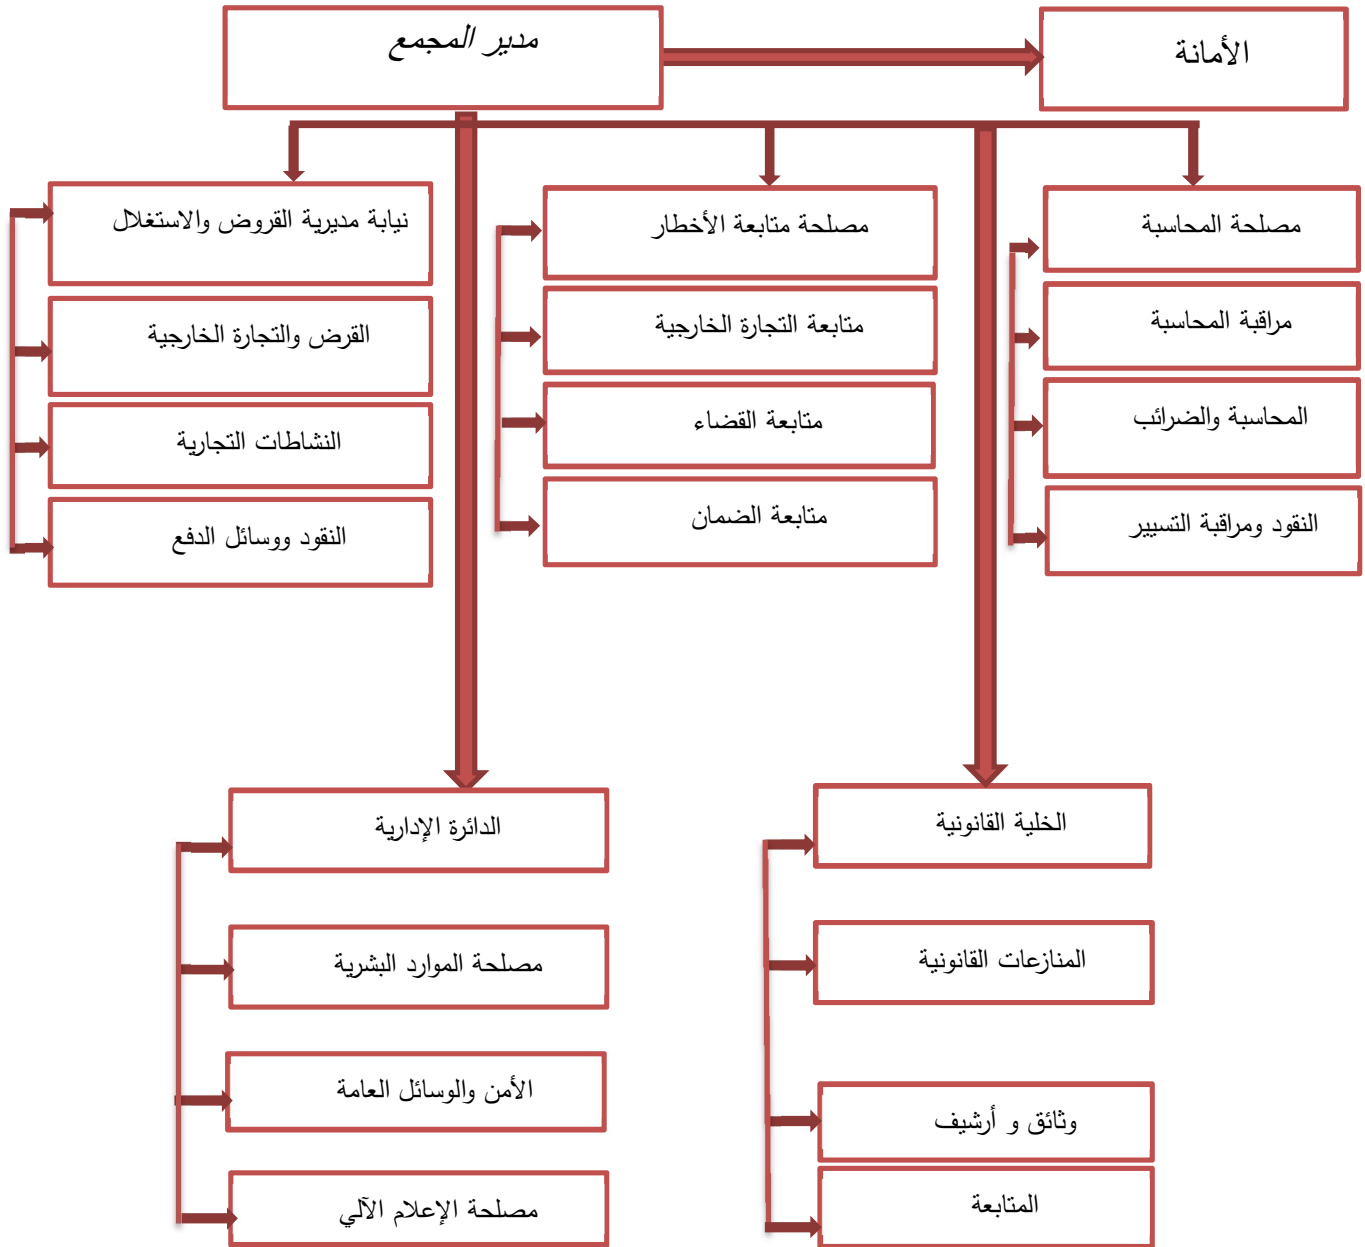 مدير المجمع
الأمانة
نيابة مديرية القروض والاستغلال
القرض والتجارة الخارجية
النشاطات التجارية
النقود ووسائل الدفع
مصلحة متابعة الأخطار
متابعة التجارة الخارجية
متابعة القضاء
متابعة الضمان
مصلحة المحاسبة
مراقبة المحاسبة
المحاسبة والضرائب
النقود ومراقبة التسيير
الدائرة الإدارية
مصلحة الموارد البشرية
الأمن والوسائل العامة
مصلحة الإعلام الآلي
الخلية القانونية
المنازعات القانونية
وثائق و أرشيف
المتابعة